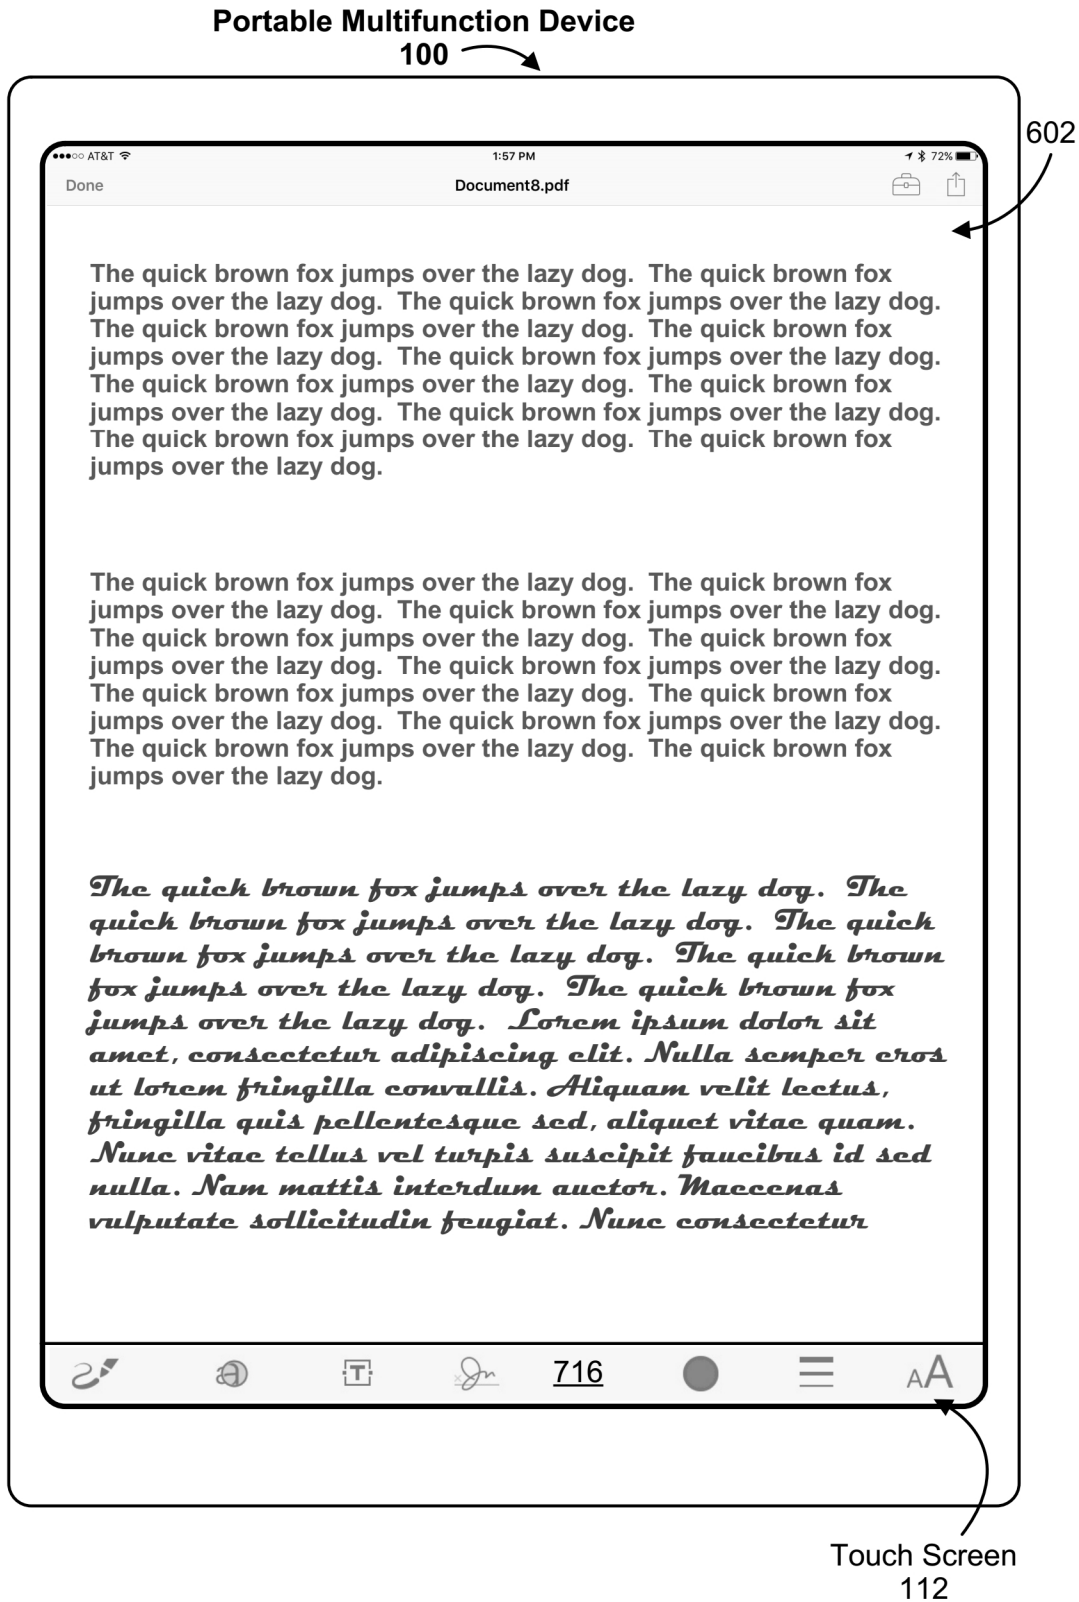 Portable Multifunction Device
100
602
AT&T 1:57 PM 72%
Done Document8.pdf
The quick brown fox jumps over the lazy dog. The quick brown fox
jumps over the lazy dog. The quick brown fox jumps over the lazy dog.
The quick brown fox jumps over the lazy dog. The quick brown fox
jumps over the lazy dog. The quick brown fox jumps over the lazy dog.
The quick brown fox jumps over the lazy dog. The quick brown fox
jumps over the lazy dog. The quick brown fox jumps over the lazy dog.
The quick brown fox jumps over the lazy dog. The quick brown fox
jumps over the lazy dog.
The quick brown fox jumps over the lazy dog. The quick brown fox
jumps over the lazy dog. The quick brown fox jumps over the lazy dog.
The quick brown fox jumps over the lazy dog. The quick brown fox
jumps over the lazy dog. The quick brown fox jumps over the lazy dog.
The quick brown fox jumps over the lazy dog. The quick brown fox
jumps over the lazy dog. The quick brown fox jumps over the lazy dog.
The quick brown fox jumps over the lazy dog. The quick brown fox
jumps over the lazy dog.
The quick brown fox jumps over the lazy dog. The
quick brown fox jumps over the lazy dog. The quick
brown fox jumps over the lazy dog. The quick brown
fox jumps over the lazy dog. The quick brown fox
jumps over the lazy dog. Lorem ipsum dolor sit
amet, consectetur adipiscing elit. Nulla semper eros
ut lorem fringilla convallis. Aliquam velit lectus,
fringilla quis pellentesque sed, aliquet vitae quam.
Nunc vitae tellus vel turpis suscipit faucibus id sed
nulla. Nam mattis interdum auctor. Maecenas
vulputate sollicitudin feugiat. Nunc consectetur
a T 716 AA
Touch Screen
112